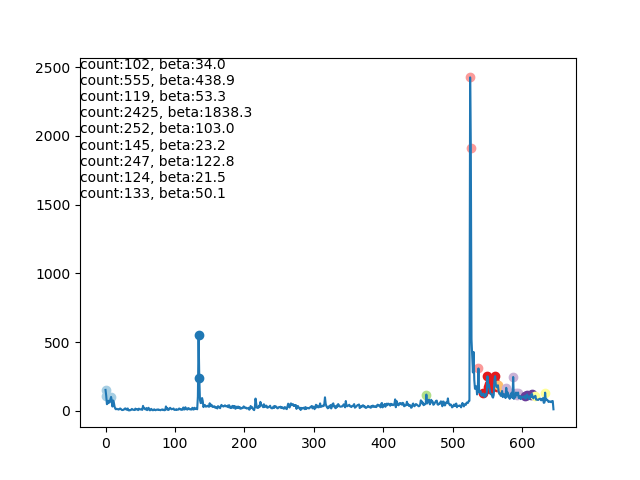 count:102, beta:34.0
count:555, beta:438.9
count:119, beta:53.3
count:2425, beta:1838.3
count:252, beta:103.0
count:145, beta:23.2
count:247, beta:122.8
count:124, beta:21.5
count:133, beta:50.1
2500
2000
1500
1000
500
0
0 100 200 300 400 500 600